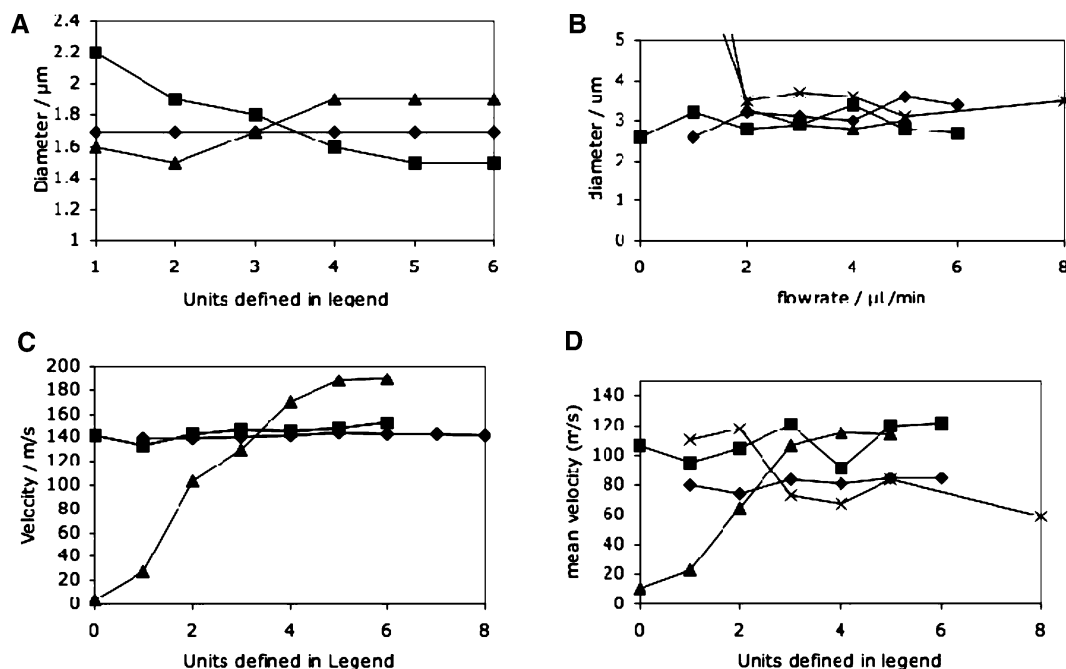 A
Diameter / µm
2.4
2.2
2
1.8
1.6
1.4
1.2
1
1 2 3 4 5 6
Units defined in legend
B
diameter / um
5
4
3
2
1
0
0 2 4 6 8
flowrate / µl/min
C
Velocity / m/s
200
180
160
140
120
100
80
60
40
20
0
0 2 4 6 8
Units defined in Legend
D
mean velocity (m/s)
140
120
100
80
60
40
20
0
0 2 4 6 8
Units defined in legend